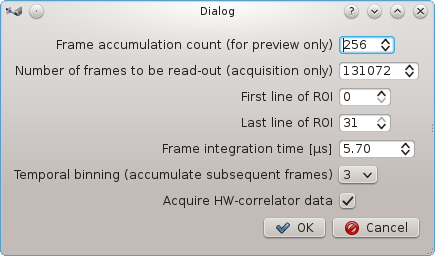 Dialog
Frame accumulation count (for preview only) 256
Number of frames to be read-out (acquisition only) 131072
First line of ROI 0
Last line of ROI 31
Frame integration time [µs] 5.70
Temporal binning (accumulate subsequent frames) 3
Acquire HW-correlator data
OK Cancel